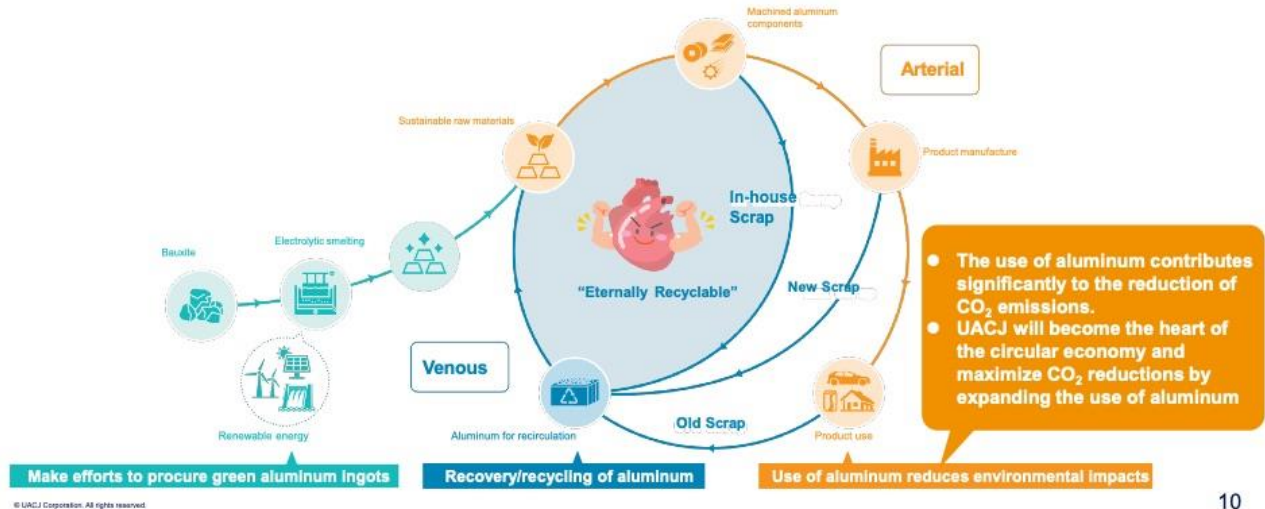 Machined aluminum
components
Arterial
Sustainable raw materials
Product manufacture
In-house
Scrap
Electrolytic smelting
Bauxite
"Eternally Recyclable"
New Scrap
● The use of aluminum contributes
significantly to the reduction of
CO₂ emissions.
● UACJ will become the heart of
the circular economy and
maximize CO₂ reductions by
expanding the use of aluminum
Venous
Old Scrap
Renewable energy
Aluminum for recirculation
Product use
Make efforts to procure green aluminum ingots
Recovery/recycling of aluminum
Use of aluminum reduces environmental impacts
© UACJ Corporation. All rights reserved.
10